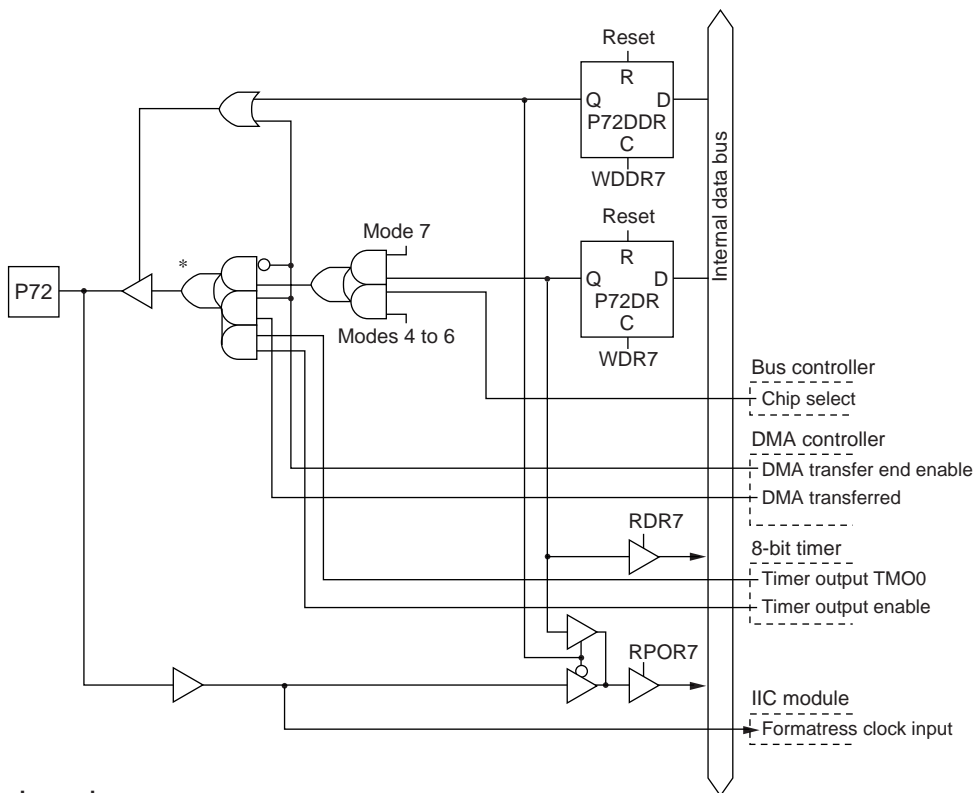 Reset
R
Q D
P72DDR
C
WDDR7
Reset
R
Q D
P72DR
C
WDR7
Internal data bus
Mode 7
*
P72
Modes 4 to 6
Bus controller
Chip select
DMA controller
DMA transfer end enable
DMA transferred
RDR7
8-bit timer
Timer output TMO0
Timer output enable
RPOR7
IIC module
Formatress clock input